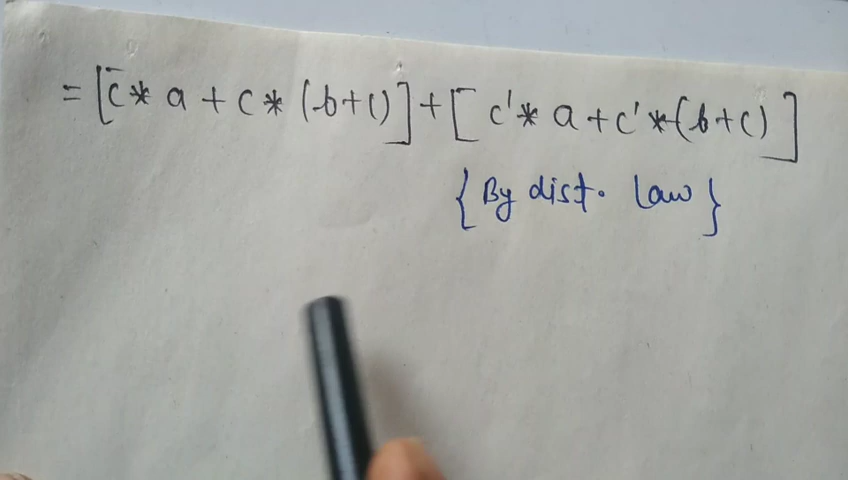 = [c * a + c * (b+c)] + [c' * a + c' * (b+c)]
{By dist. law}